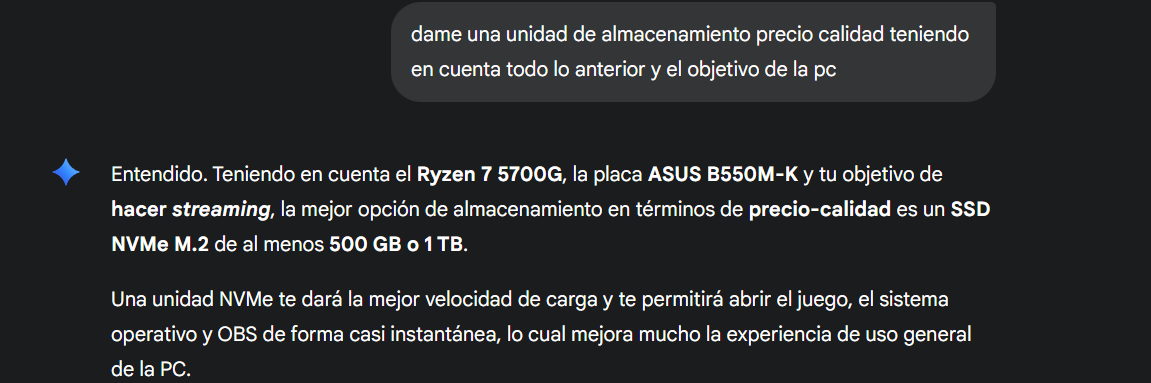 dame una unidad de almacenamiento precio calidad teniendo
en cuenta todo lo anterior y el objetivo de la pc
Entendido. Teniendo en cuenta el Ryzen 7 5700G, la placa ASUS B550M-K y tu objetivo de
hacer streaming, la mejor opción de almacenamiento en términos de precio-calidad es un SSD
NVMe M.2 de al menos 500 GB o 1 TB.
Una unidad NVMe te dará la mejor velocidad de carga y te permitirá abrir el juego, el sistema
operativo y OBS de forma casi instantánea, lo cual mejora mucho la experiencia de uso general
de la PC.